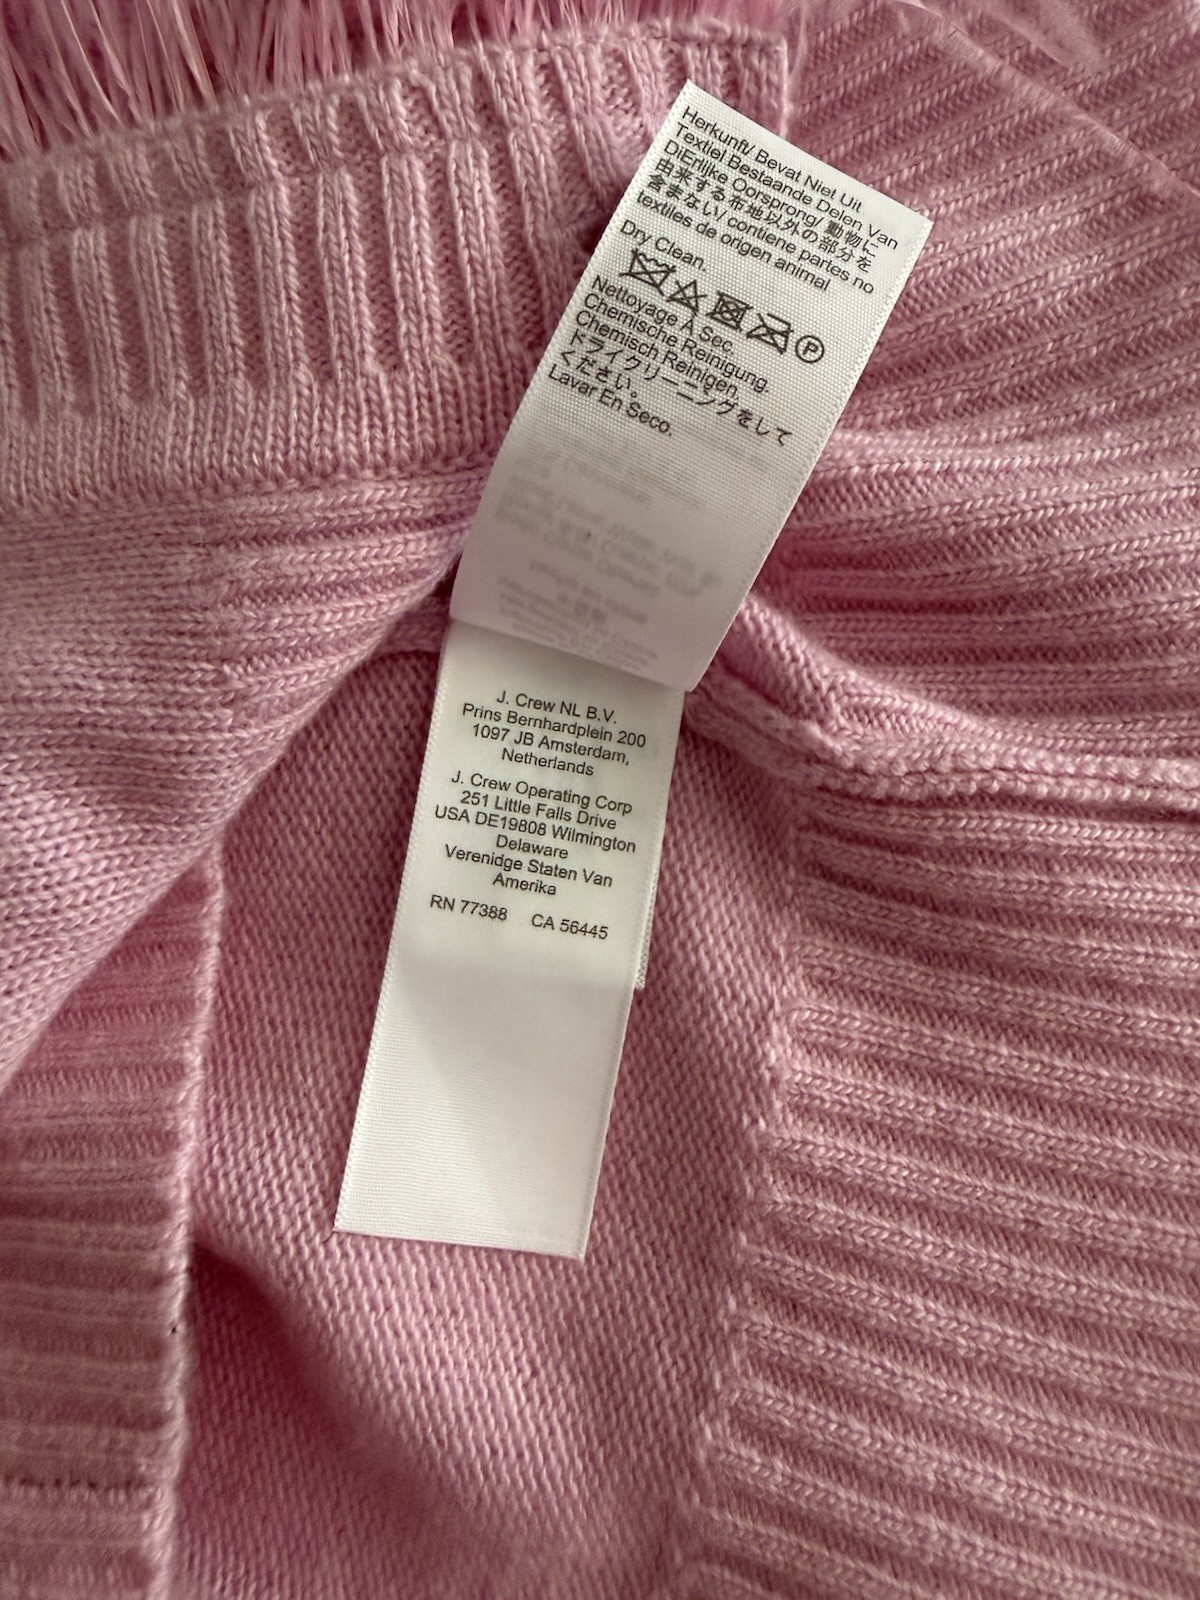 Herkunft/ Bevat Niet Uit
Textiel Bestaande Delen Van
DiErlijke Oorsprong/ 動物に
由来する布地以外の部分を
含まない/ contiene partes no
textiles de origen animal
Dry Clean.
P
Nettoyage À Sec.
Chemische Reinigung.
Chemisch Reinigen.
ドライクリーニングをして
ください。
Lavar En Seco.
J. Crew NL B.V.
Prins Bernhardplein 200
1097 JB Amsterdam,
Netherlands
J. Crew Operating Corp
251 Little Falls Drive
USA DE19808 Wilmington
Delaware
Verenidge Staten Van
Amerika
RN 77388 CA 56445